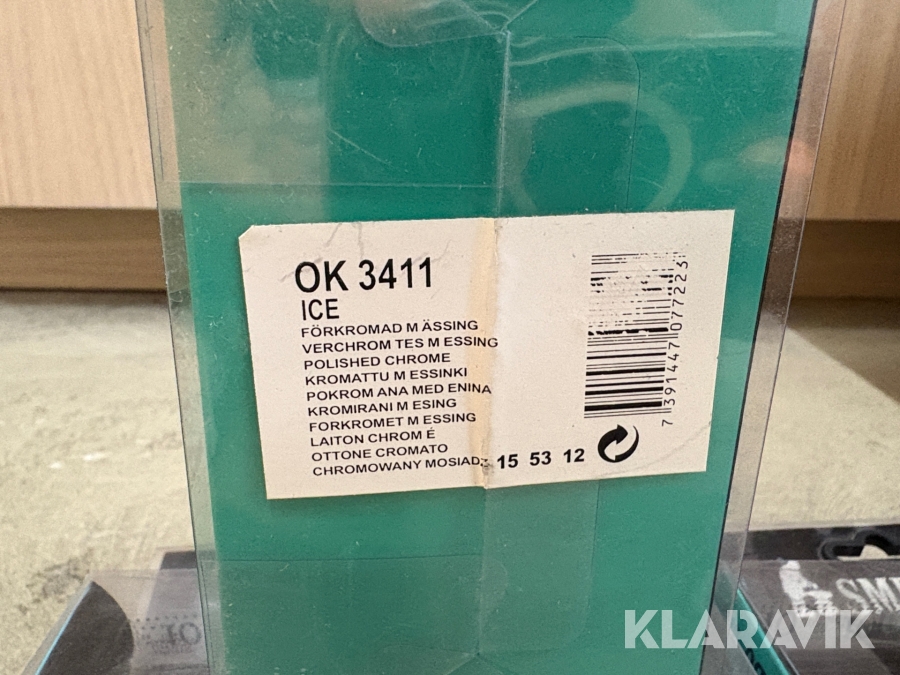 OK 3411
ICE
FÖRKROMAD M ÄSSING
VERCHROM TES M ESSING
POLISHED CHROME
KROMATTU M ESSINKI
POKROM ANA MED ENINA
KROMIRANI M ESING
FORKROMET M ESSING
LAITON CHROM É
OTTONE CROMATO
CHROMOWANY MOSIADZ
15 53 12
7 391447 077223
KLARAVIK